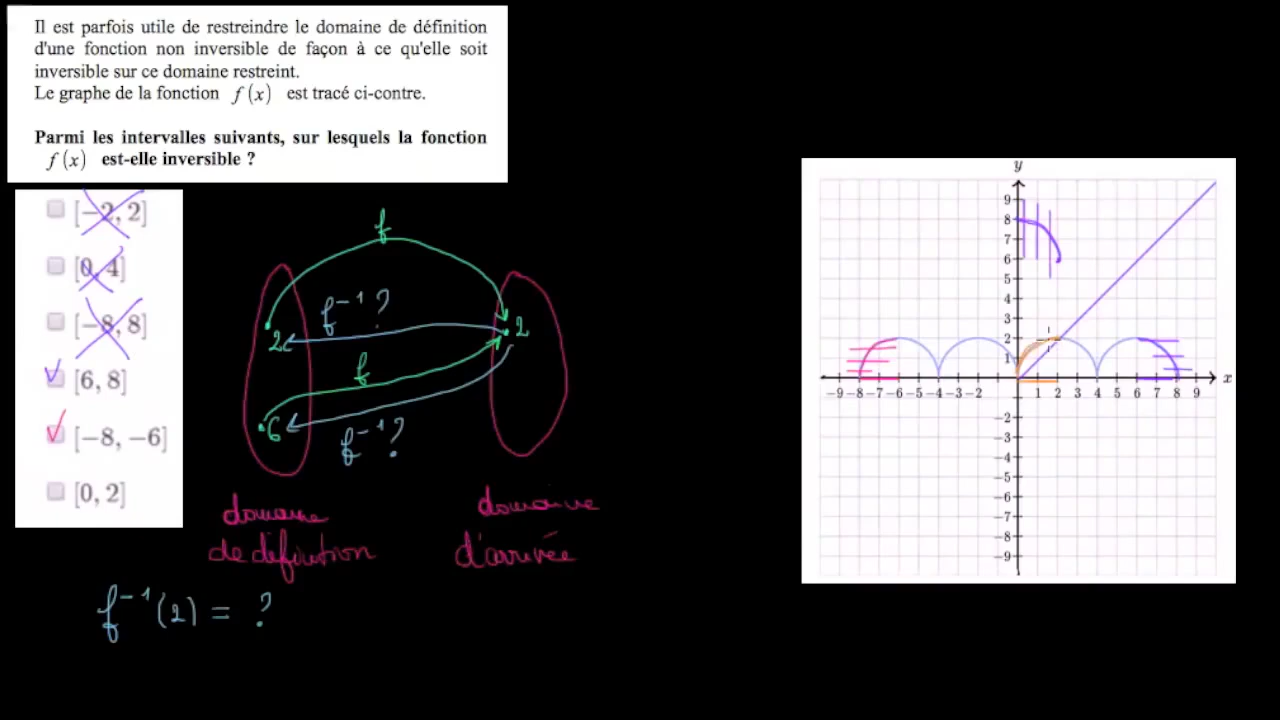 Il est parfois utile de restreindre le domaine de définition
d'une fonction non inversible de façon à ce qu'elle soit
inversible sur ce domaine restreint.
Le graphe de la fonction f(x) est tracé ci-contre.
Parmi les intervalles suivants, sur lesquels la fonction
f(x) est-elle inversible ?
[−2, 2]
[0, 4]
[−8, 8]
[6, 8]
[−8, −6]
[0, 2]
f
f⁻¹ ?
2
2
f
6
f⁻¹ ?
domaine
de définition
domaine
d'arrivée
f⁻¹(2) = ?
y
9
8
7
6
5
4
3
2
1
−9 −8 −7 −6 −5 −4 −3 −2 1 2 3 4 5 6 7 8 9 x
−2
−3
−4
−5
−6
−7
−8
−9